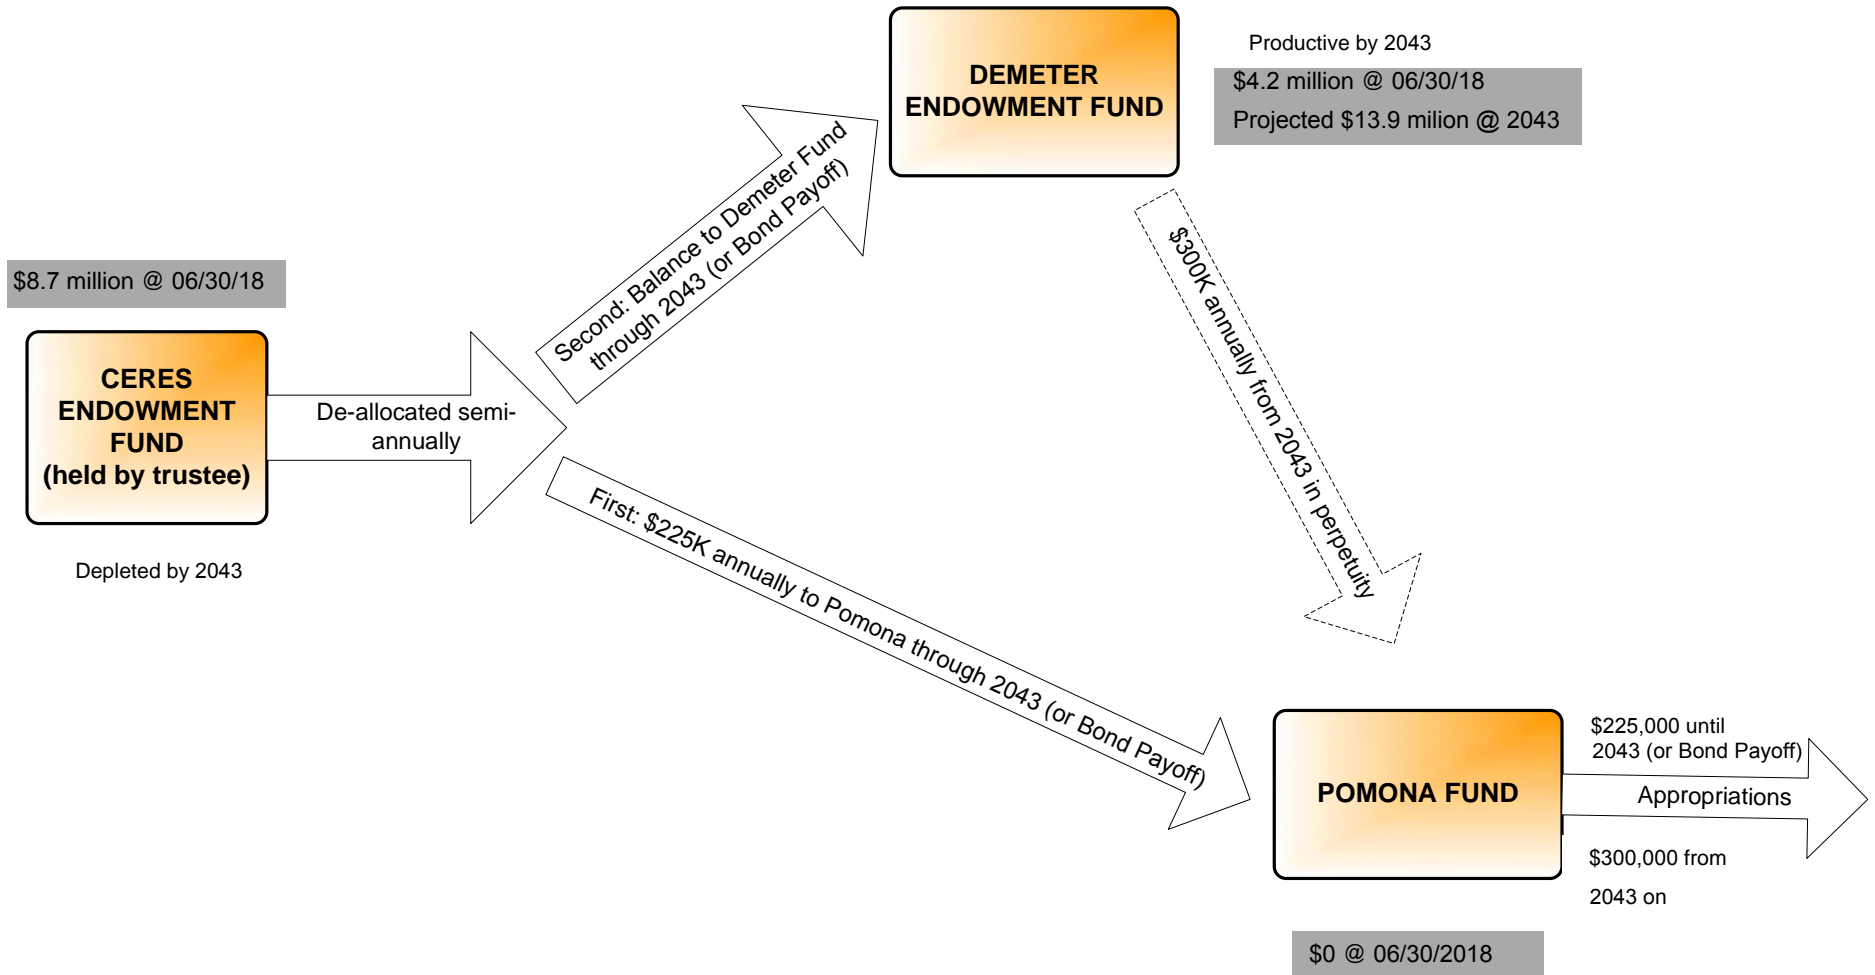 DEMETER
ENDOWMENT FUND
Productive by 2043
$4.2 million @ 06/30/18
Projected $13.9 milion @ 2043
Second: Balance to Demeter Fund
through 2043 (or Bond Payoff)
$300K annually from 2043 in perpetuity
$8.7 million @ 06/30/18
CERES
ENDOWMENT
FUND
(held by trustee)
De-allocated semi-
annually
Depleted by 2043
First: $225K annually to Pomona through 2043 (or Bond Payoff)
POMONA FUND
$225,000 until
2043 (or Bond Payoff)
Appropriations
$300,000 from
2043 on
$0 @ 06/30/2018